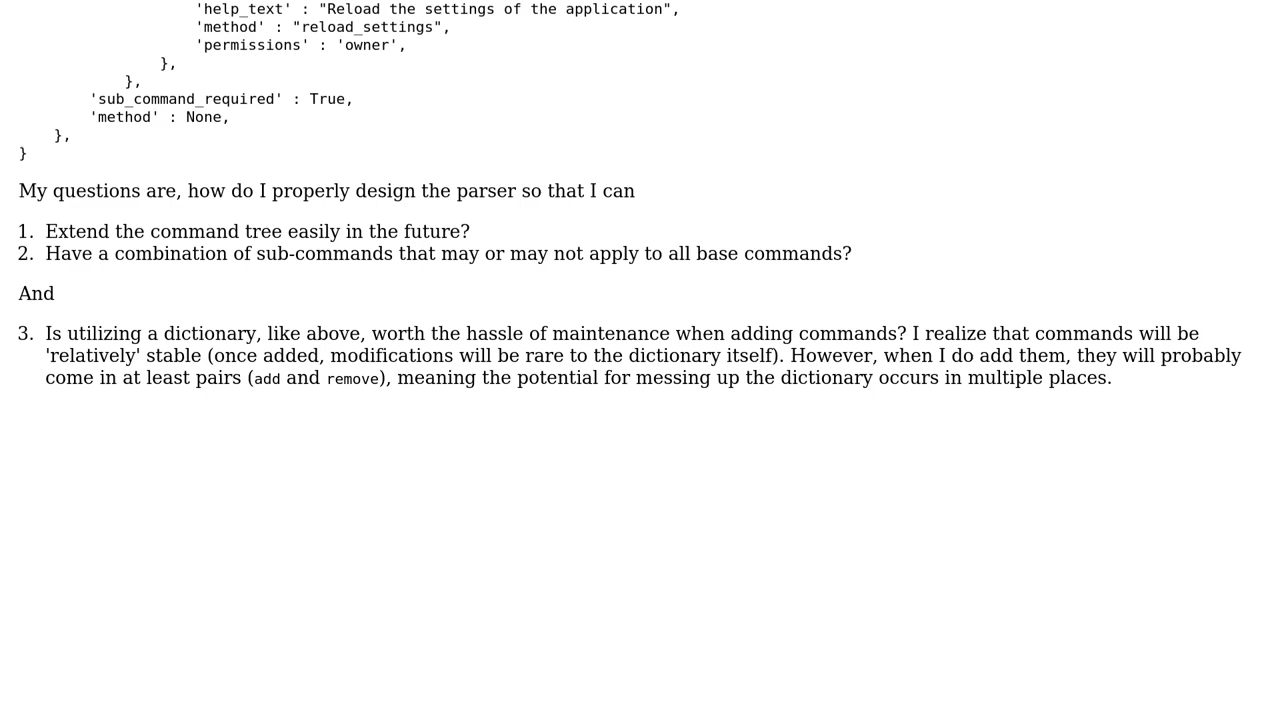 'help_text' : "Reload the settings of the application",
'method' : "reload_settings",
'permissions' : 'owner',
},
},
'sub_command_required' : True,
'method' : None,
},
}
My questions are, how do I properly design the parser so that I can
1. Extend the command tree easily in the future?
2. Have a combination of sub-commands that may or may not apply to all base commands?
And
3. Is utilizing a dictionary, like above, worth the hassle of maintenance when adding commands? I realize that commands will be
'relatively' stable (once added, modifications will be rare to the dictionary itself). However, when I do add them, they will probably
come in at least pairs (add and remove), meaning the potential for messing up the dictionary occurs in multiple places.